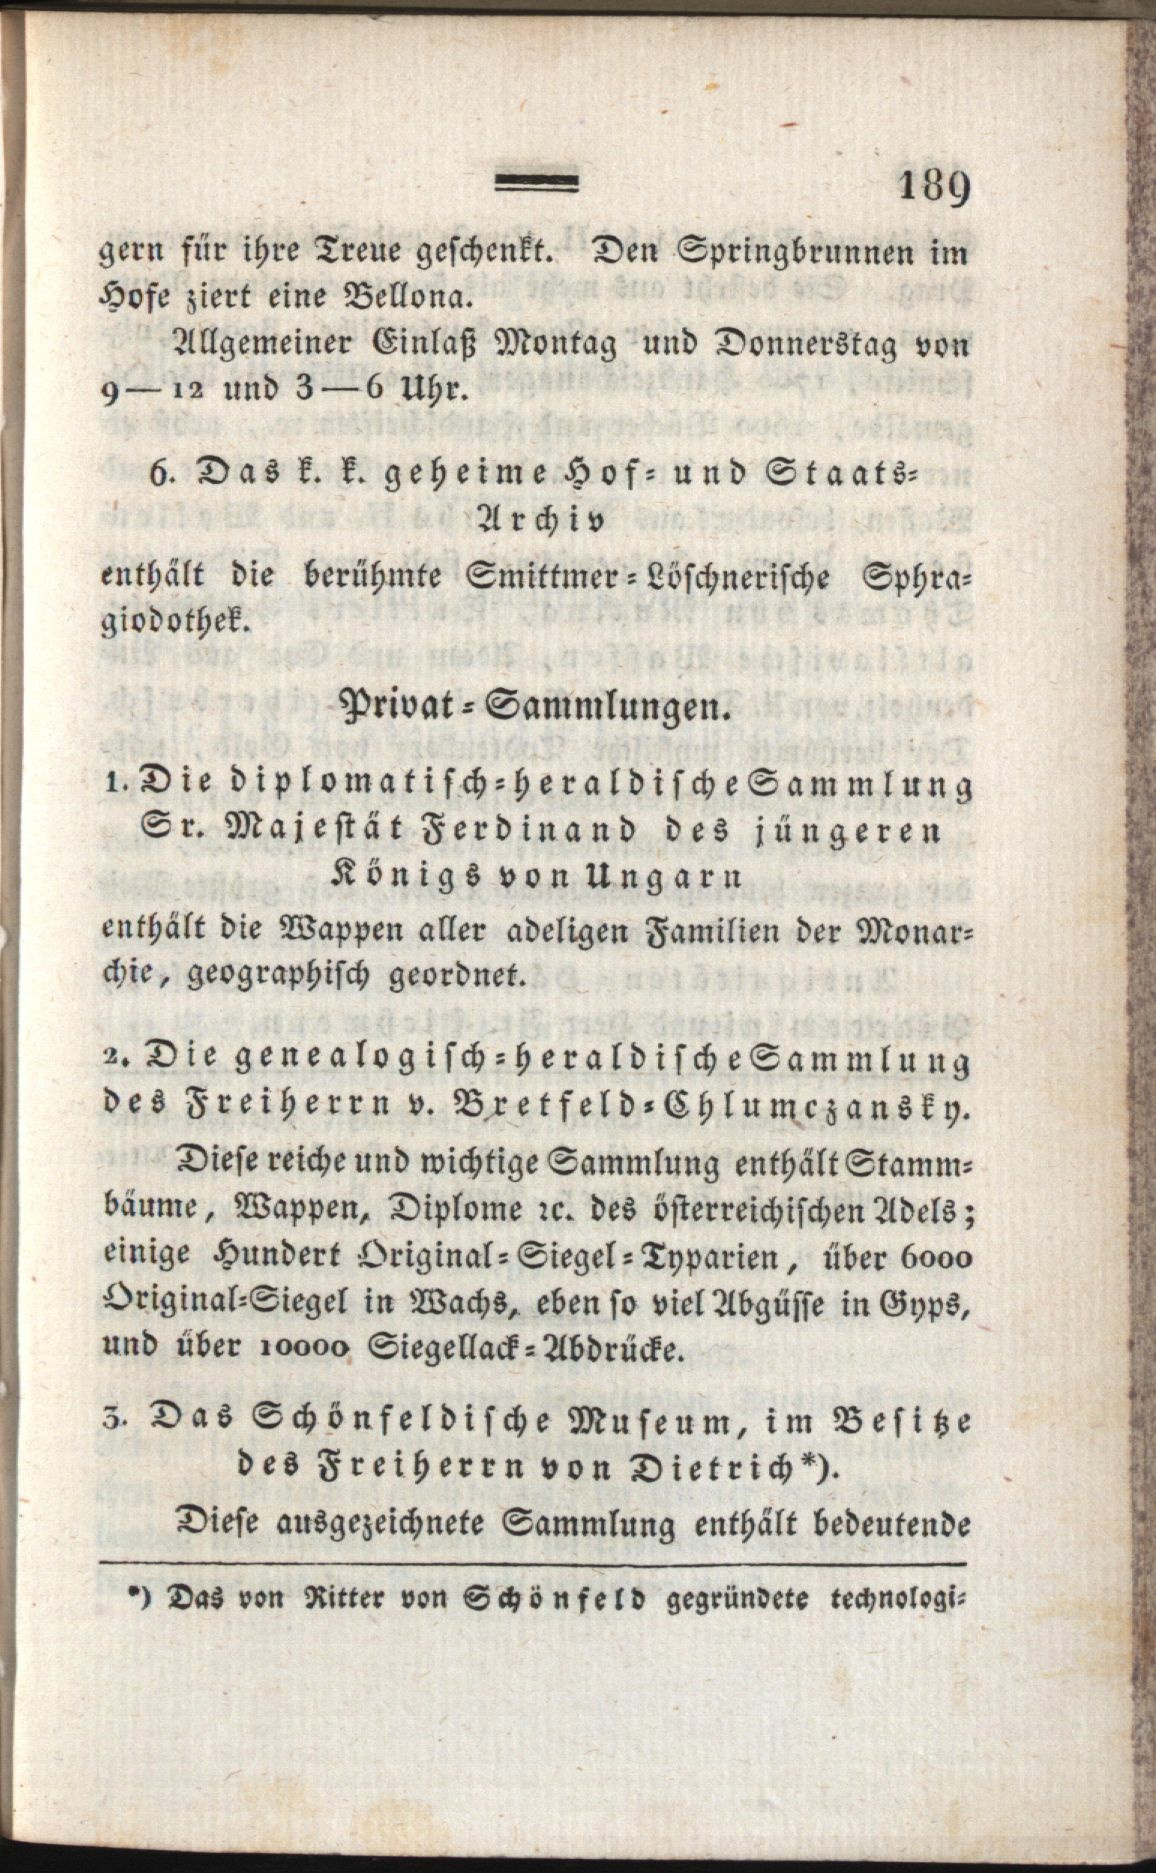 189
gern für ihre Treue geschenkt. Den Springbrunnen im
Hofe ziert eine Bellona.
Allgemeiner Einlaß Montag und Donnerstag von
9 — 12 und 3 — 6 Uhr.
6. Das k. k. geheime Hof- und Staats-
Archiv
enthält die berühmte Smittmer-Löschnerische Sphra-
giodothek.
Privat-Sammlungen.
1. Die diplomatisch-heraldische Sammlung
Sr. Majestät Ferdinand des jüngeren
Königs von Ungarn
enthält die Wappen aller adeligen Familien der Monar-
chie, geographisch geordnet.
2. Die genealogisch-heraldische Sammlung
des Freiherrn v. Bretfeld-Chlumczansky.
Diese reiche und wichtige Sammlung enthält Stamm-
bäume, Wappen, Diplome ꝛc. des österreichischen Adels;
einige Hundert Original-Siegel-Typarien, über 6000
Original-Siegel in Wachs, eben so viel Abgüsse in Gyps,
und über 10000 Siegellack-Abdrücke.
3. Das Schönfeldische Museum, im Besitze
des Freiherrn von Dietrich*).
Diese ausgezeichnete Sammlung enthält bedeutende
*) Das von Ritter von Schönfeld gegründete technologi-